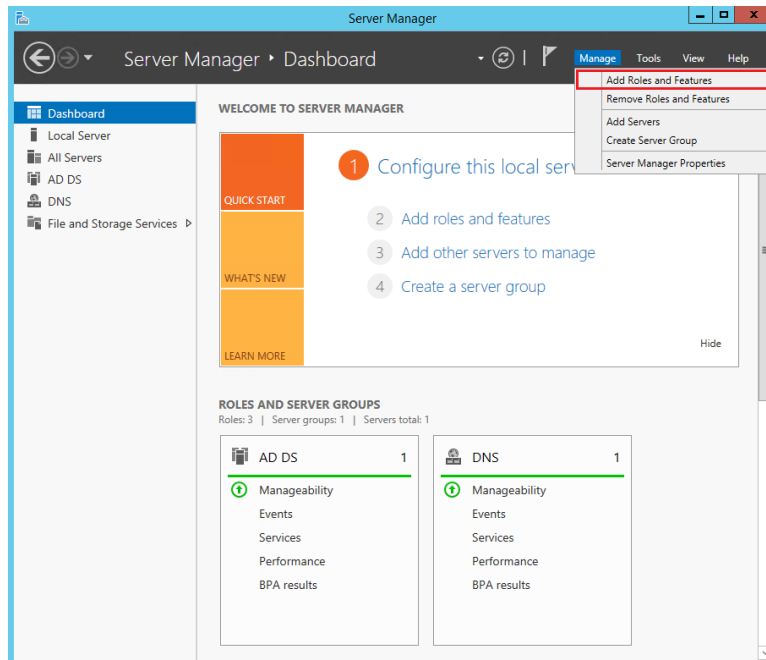 Server Manager
Server Manager • Dashboard
Manage Tools View Help
Add Roles and Features
Remove Roles and Features
Add Servers
Create Server Group
Server Manager Properties
Dashboard
Local Server
All Servers
AD DS
DNS
File and Storage Services
WELCOME TO SERVER MANAGER
QUICK START
WHAT'S NEW
LEARN MORE
1 Configure this local serv
2 Add roles and features
3 Add other servers to manage
4 Create a server group
Hide
ROLES AND SERVER GROUPS
Roles: 3 | Server groups: 1 | Servers total: 1
AD DS 1
Manageability
Events
Services
Performance
BPA results
DNS 1
Manageability
Events
Services
Performance
BPA results